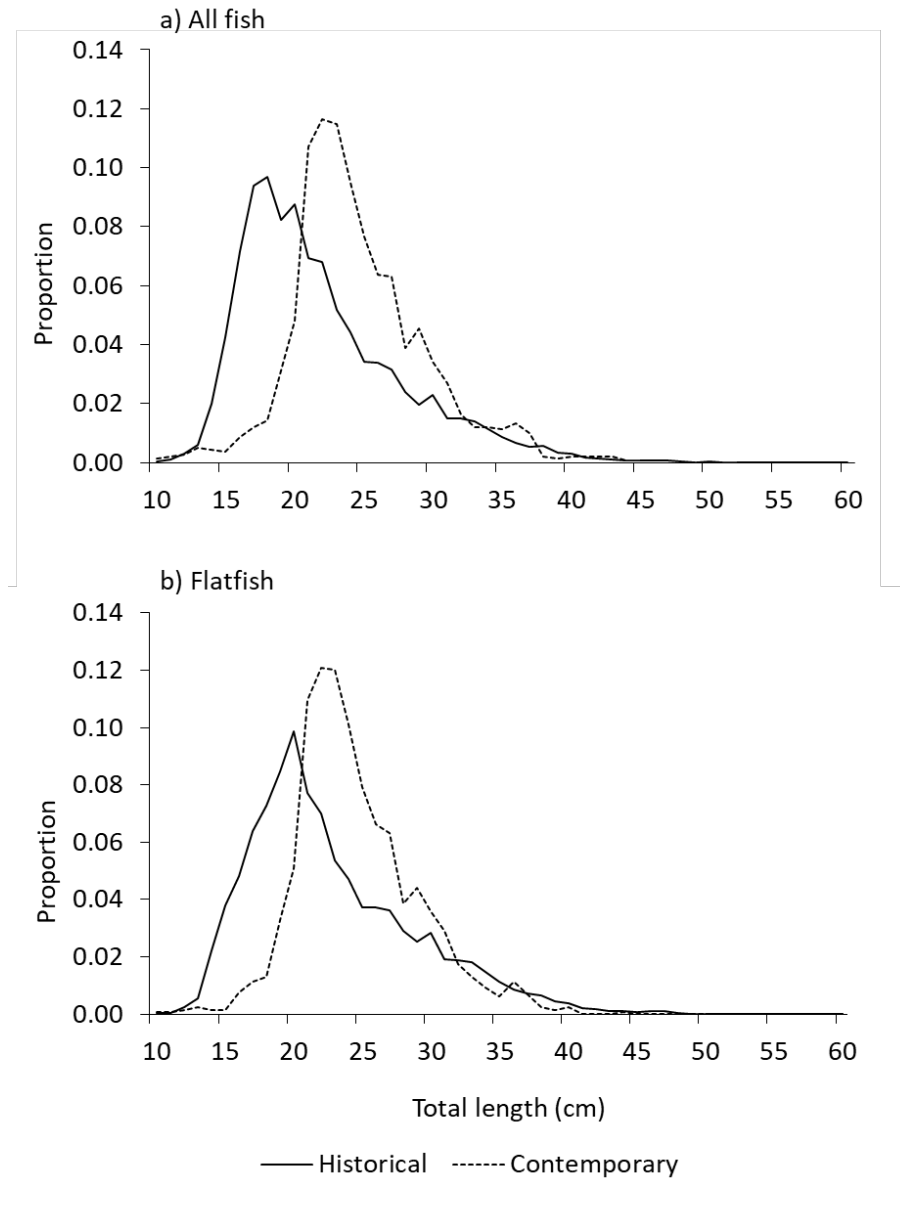 a) All fish
0.14
0.12
0.10
0.08
0.06
0.04
0.02
0.00
Proportion
10 15 20 25 30 35 40 45 50 55 60
b) Flatfish
0.14
0.12
0.10
0.08
0.06
0.04
0.02
0.00
Proportion
10 15 20 25 30 35 40 45 50 55 60
Total length (cm)
Historical Contemporary